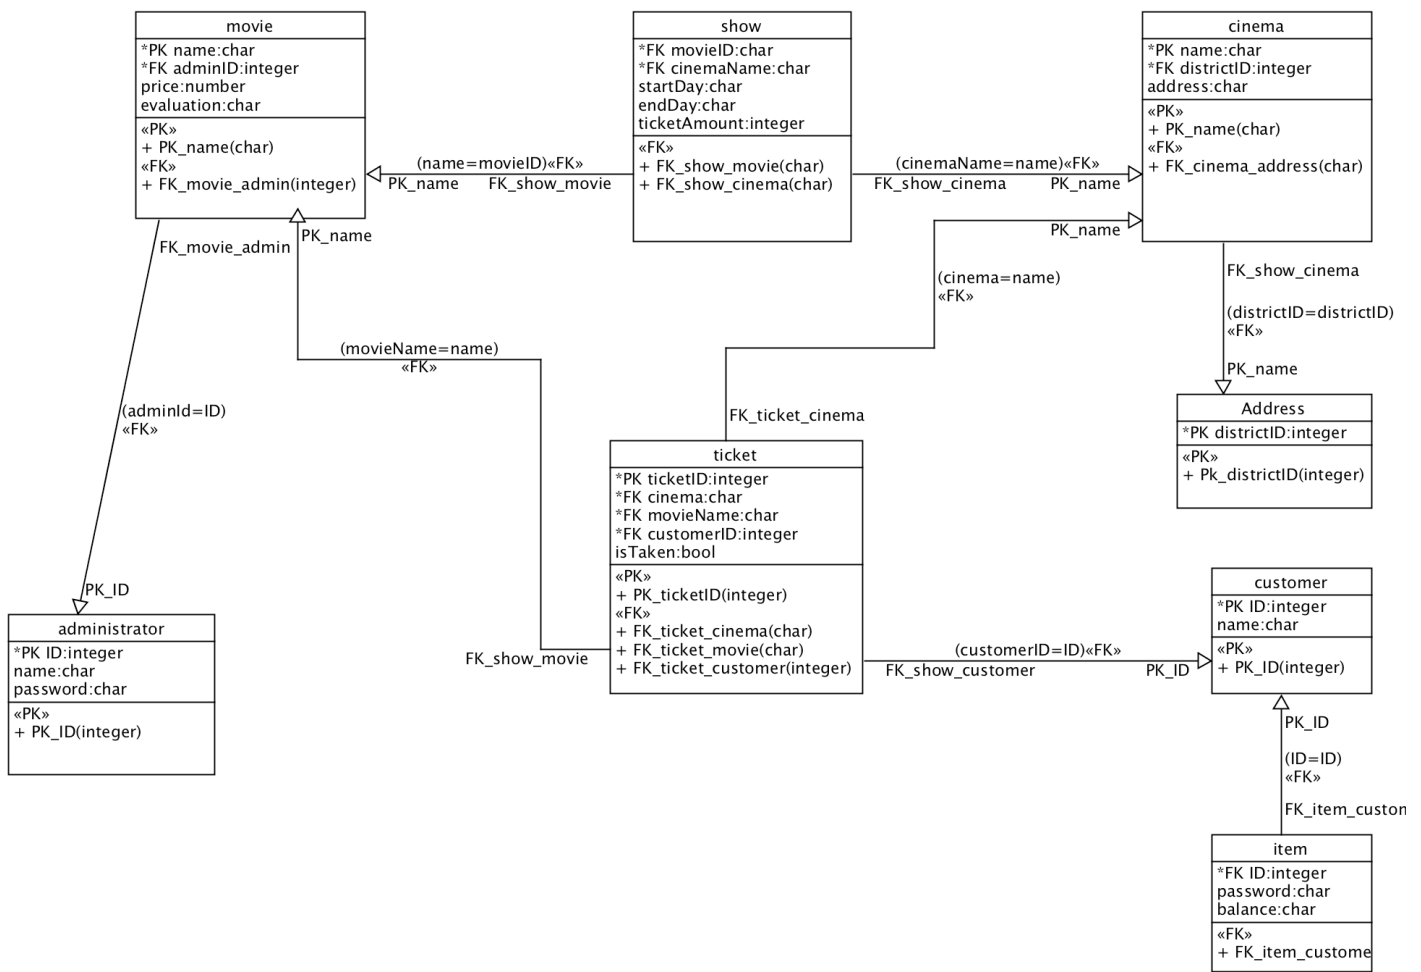 movie
*PK name:char
*FK adminID:integer
price:number
evaluation:char
«PK»
+ PK_name(char)
«FK»
+ FK_movie_admin(integer)
show
*FK movieID:char
*FK cinemaName:char
startDay:char
endDay:char
ticketAmount:integer
«FK»
+ FK_show_movie(char)
+ FK_show_cinema(char)
cinema
*PK name:char
*FK districtID:integer
address:char
«PK»
+ PK_name(char)
«FK»
+ FK_cinema_address(char)
(name=movieID)«FK»
PK_name
FK_show_movie
(cinemaName=name)«FK»
FK_show_cinema
PK_name
PK_name
FK_movie_admin
PK_name
(cinema=name)
«FK»
FK_show_cinema
(districtID=districtID)
«FK»
PK_name
(movieName=name)
«FK»
(adminId=ID)
«FK»
FK_ticket_cinema
Address
*PK districtID:integer
«PK»
+ Pk_districtID(integer)
ticket
*PK ticketID:integer
*FK cinema:char
*FK movieName:char
*FK customerID:integer
isTaken:bool
«PK»
+ PK_ticketID(integer)
«FK»
+ FK_ticket_cinema(char)
+ FK_ticket_movie(char)
+ FK_ticket_customer(integer)
PK_ID
administrator
*PK ID:integer
name:char
password:char
«PK»
+ PK_ID(integer)
FK_show_movie
(customerID=ID)«FK»
FK_show_customer
PK_ID
customer
*PK ID:integer
name:char
«PK»
+ PK_ID(integer)
PK_ID
(ID=ID)
«FK»
FK_item_custom
item
*FK ID:integer
password:char
balance:char
«FK»
+ FK_item_custome